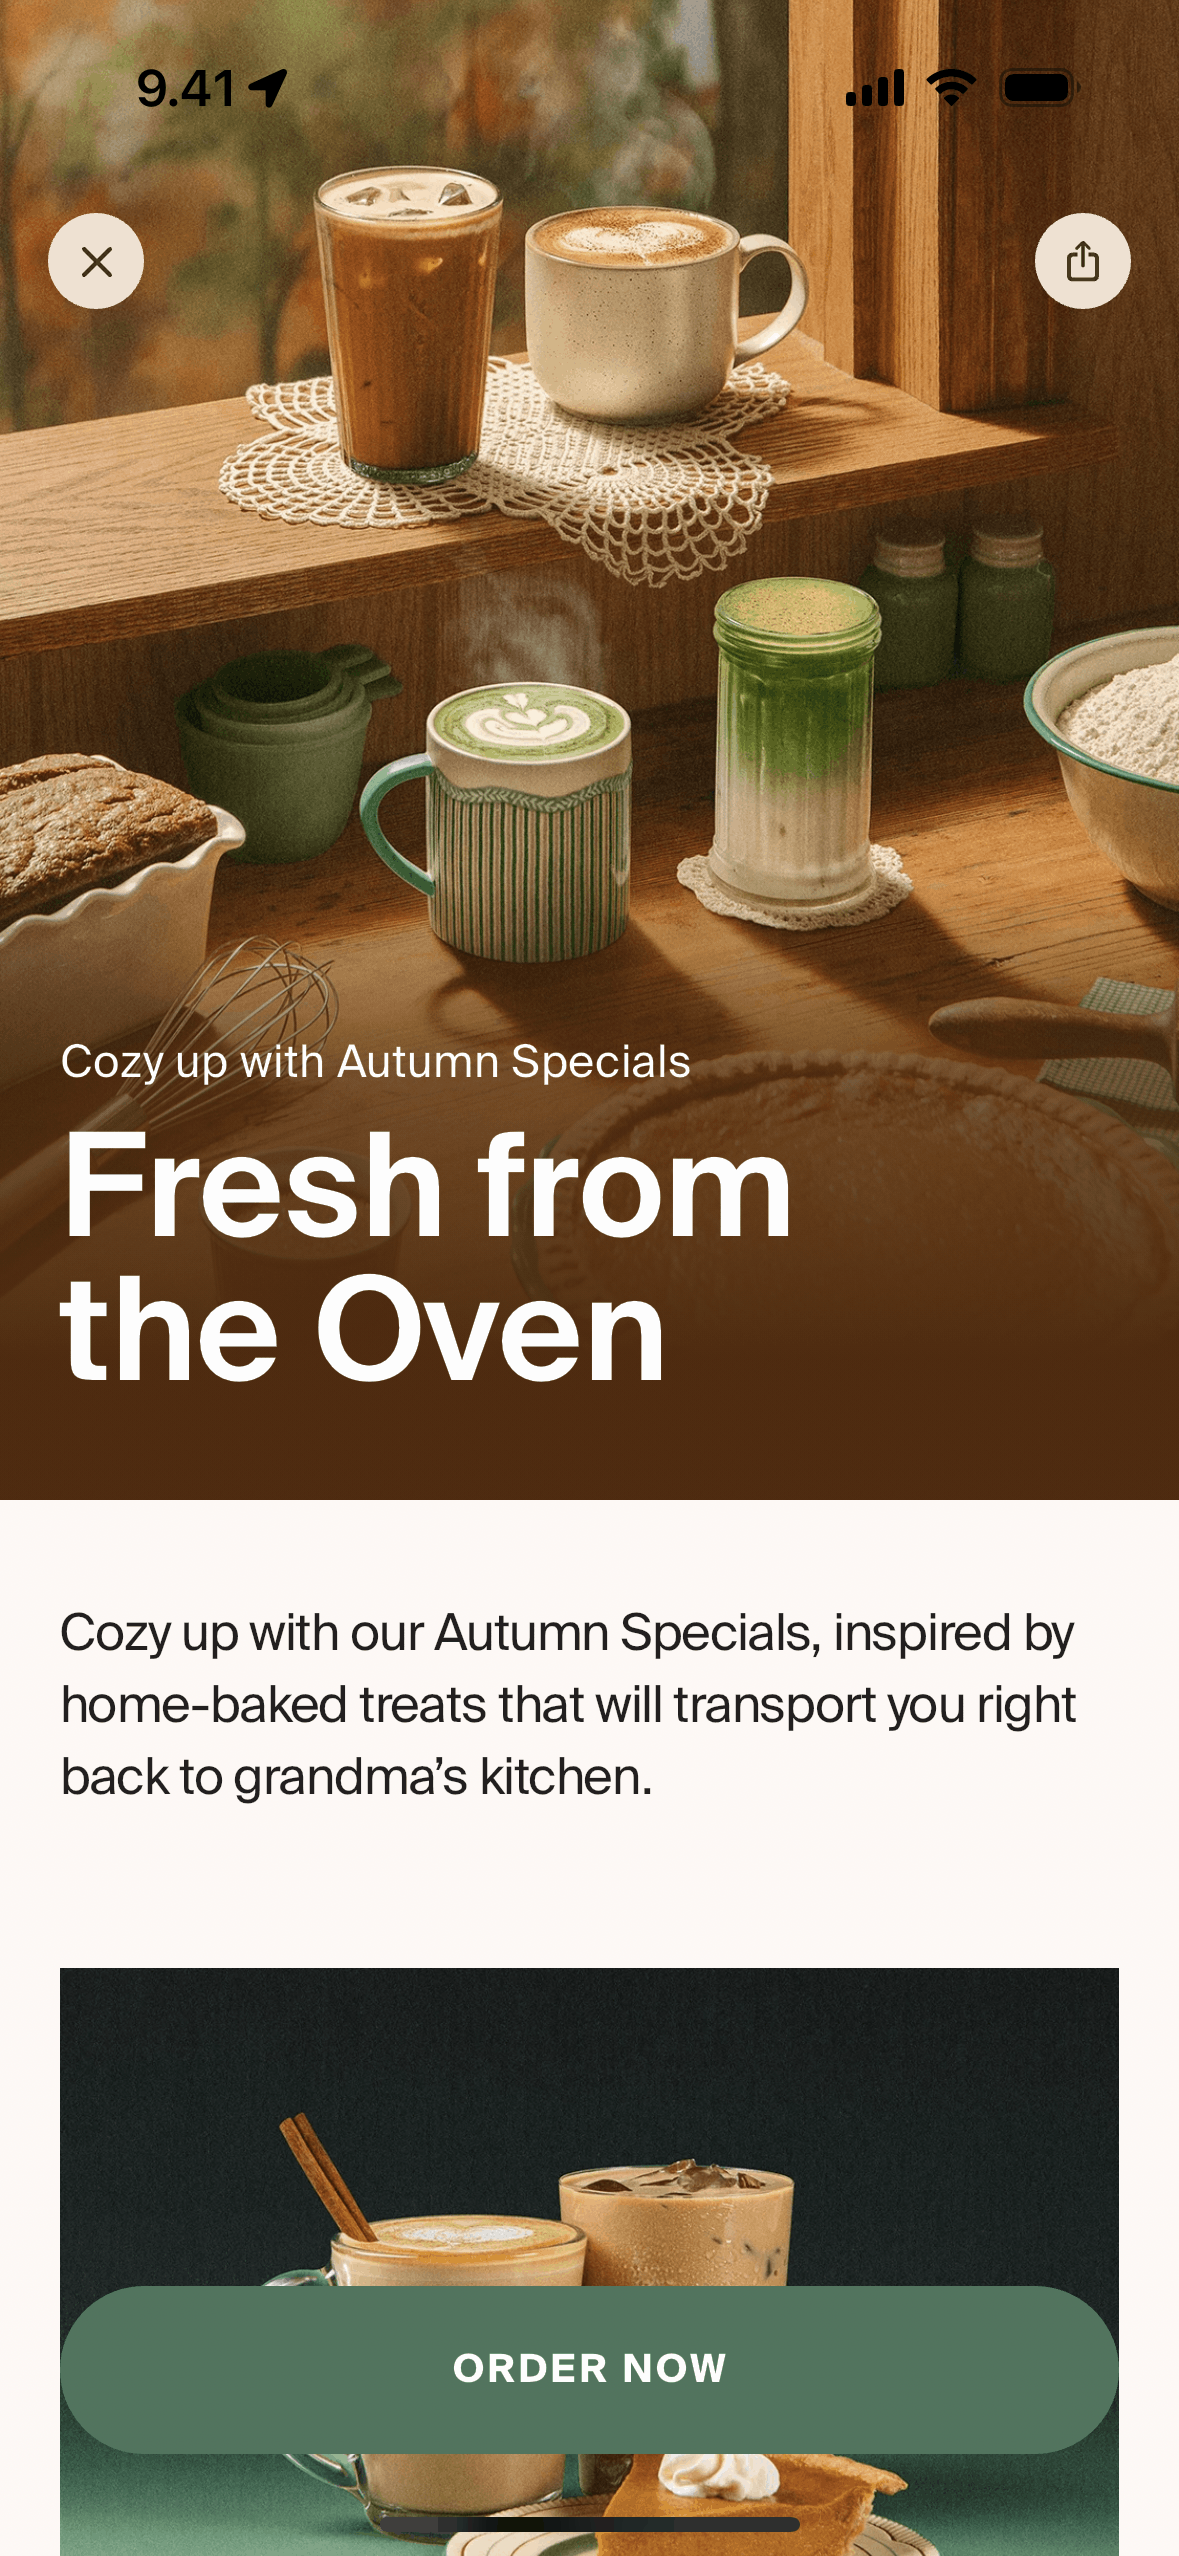 9.41
Cozy up with Autumn Specials
Fresh from
the Oven
Cozy up with our Autumn Specials, inspired by
home-baked treats that will transport you right
back to grandma’s kitchen.
ORDER NOW